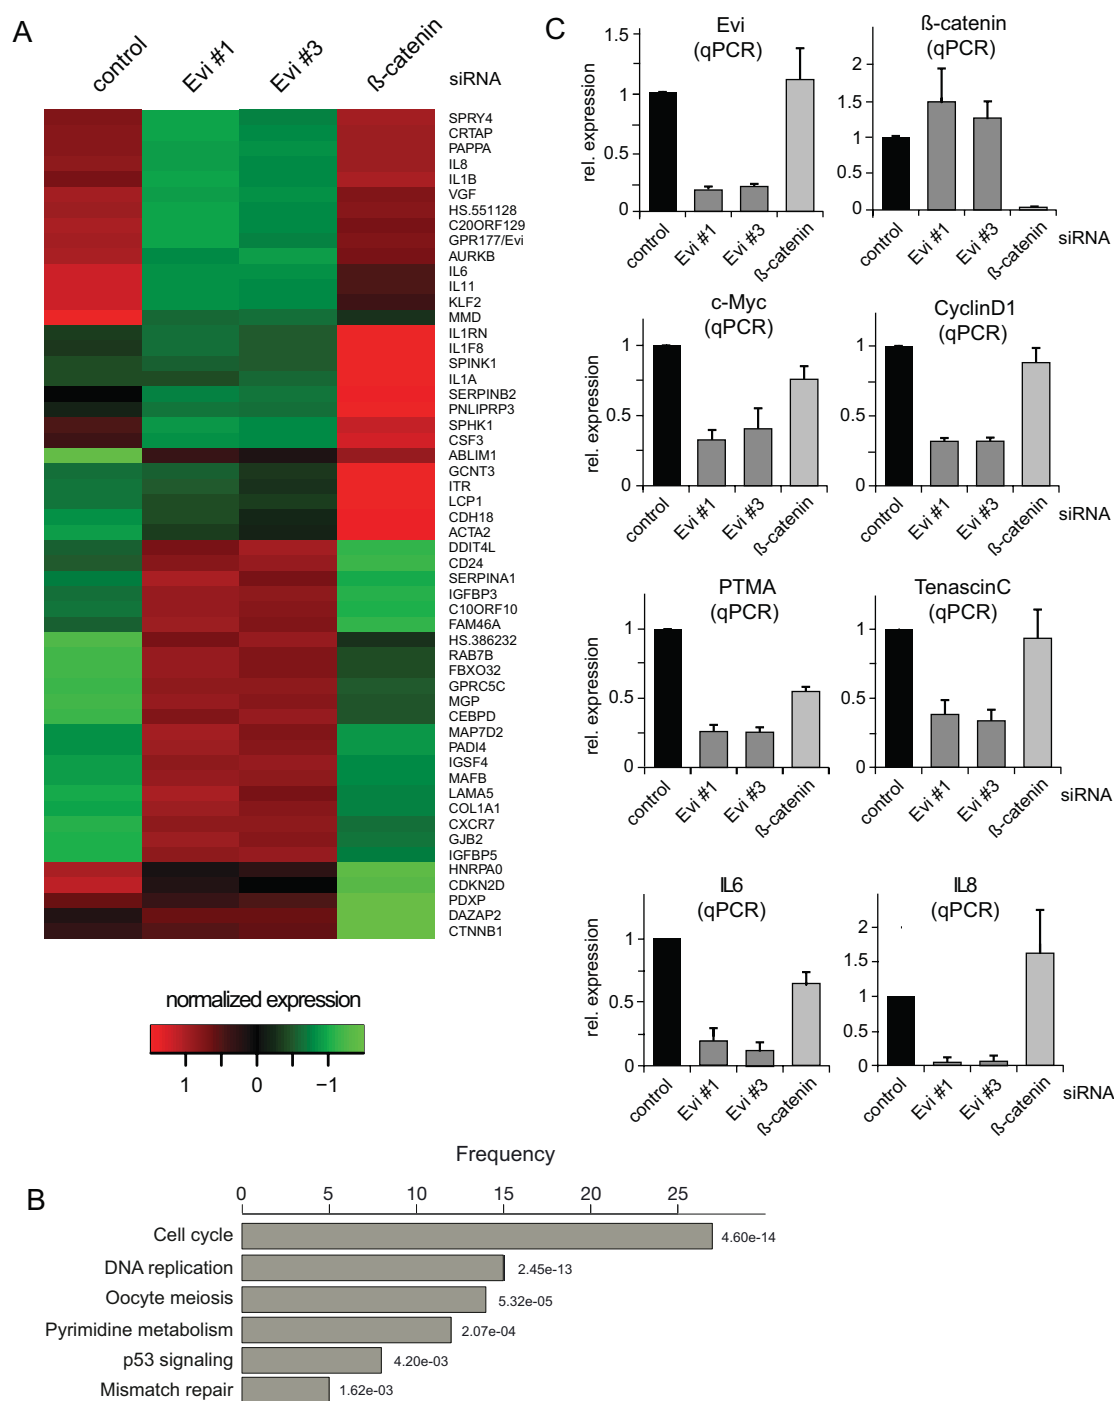 A
control
Evi #1
Evi #3
ß-catenin
siRNA
SPRY4
CRTAP
PAPPA
IL8
IL1B
VGF
HS.551128
C20ORF129
GPR177/Evi
AURKB
IL6
IL11
KLF2
MMD
IL1RN
IL1F8
SPINK1
IL1A
SERPINB2
PNLIPRP3
SPHK1
CSF3
ABLIM1
GCNT3
ITR
LCP1
CDH18
ACTA2
DDIT4L
CD24
SERPINA1
IGFBP3
C10ORF10
FAM46A
HS.386232
RAB7B
FBXO32
GPRC5C
MGP
CEBPD
MAP7D2
PADI4
IGSF4
MAFB
LAMA5
COL1A1
CXCR7
GJB2
IGFBP5
HNRPA0
CDKN2D
PDXP
DAZAP2
CTNNB1
normalized expression
1 0 −1
B
Frequency
0 5 10 15 20 25
Cell cycle 4.60e-14
DNA replication 2.45e-13
Oocyte meiosis 5.32e-05
Pyrimidine metabolism 2.07e-04
p53 signaling 4.20e-03
Mismatch repair 1.62e-03
C
Evi
(qPCR)
rel. expression
1.5
1
0.5
0
control Evi #1 Evi #3 ß-catenin
ß-catenin
(qPCR)
2
1.5
1
0.5
0
control Evi #1 Evi #3 ß-catenin siRNA
c-Myc
(qPCR)
rel. expression
1
0.5
0
control Evi #1 Evi #3 ß-catenin
CyclinD1
(qPCR)
1
0.5
0
control Evi #1 Evi #3 ß-catenin siRNA
PTMA
(qPCR)
rel. expression
1
0.5
0
control Evi #1 Evi #3 ß-catenin
TenascinC
(qPCR)
1
0.5
0
control Evi #1 Evi #3 ß-catenin siRNA
IL6
(qPCR)
rel. expression
1
0.5
0
control Evi #1 Evi #3 ß-catenin
IL8
(qPCR)
2
1.5
1
0.5
0
control Evi #1 Evi #3 ß-catenin siRNA